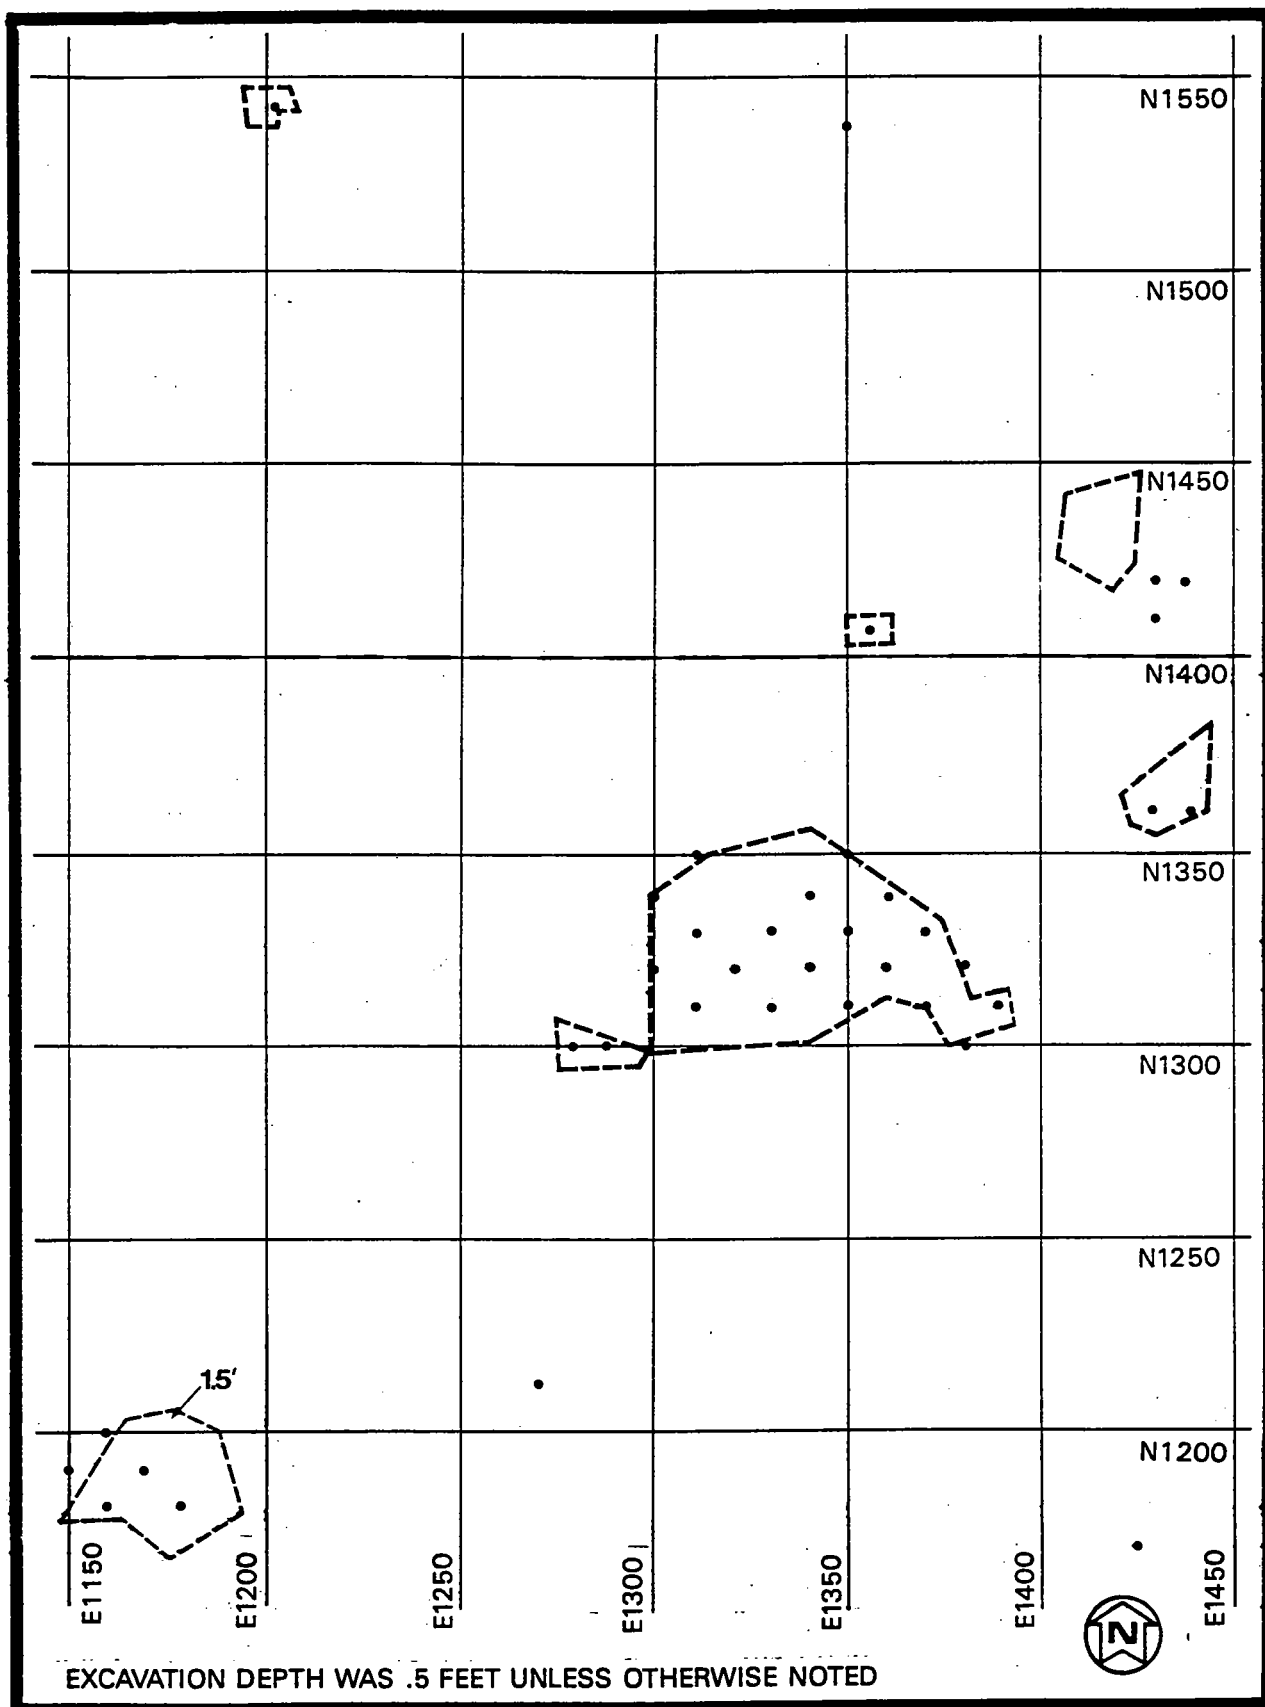 N1550
N1500
N1450
N1400
N1350
N1300
N1250
1.5'
N1200
E1150
E1200
E1250
E1300
E1350
E1400
E1450
N
EXCAVATION DEPTH WAS .5 FEET UNLESS OTHERWISE NOTED